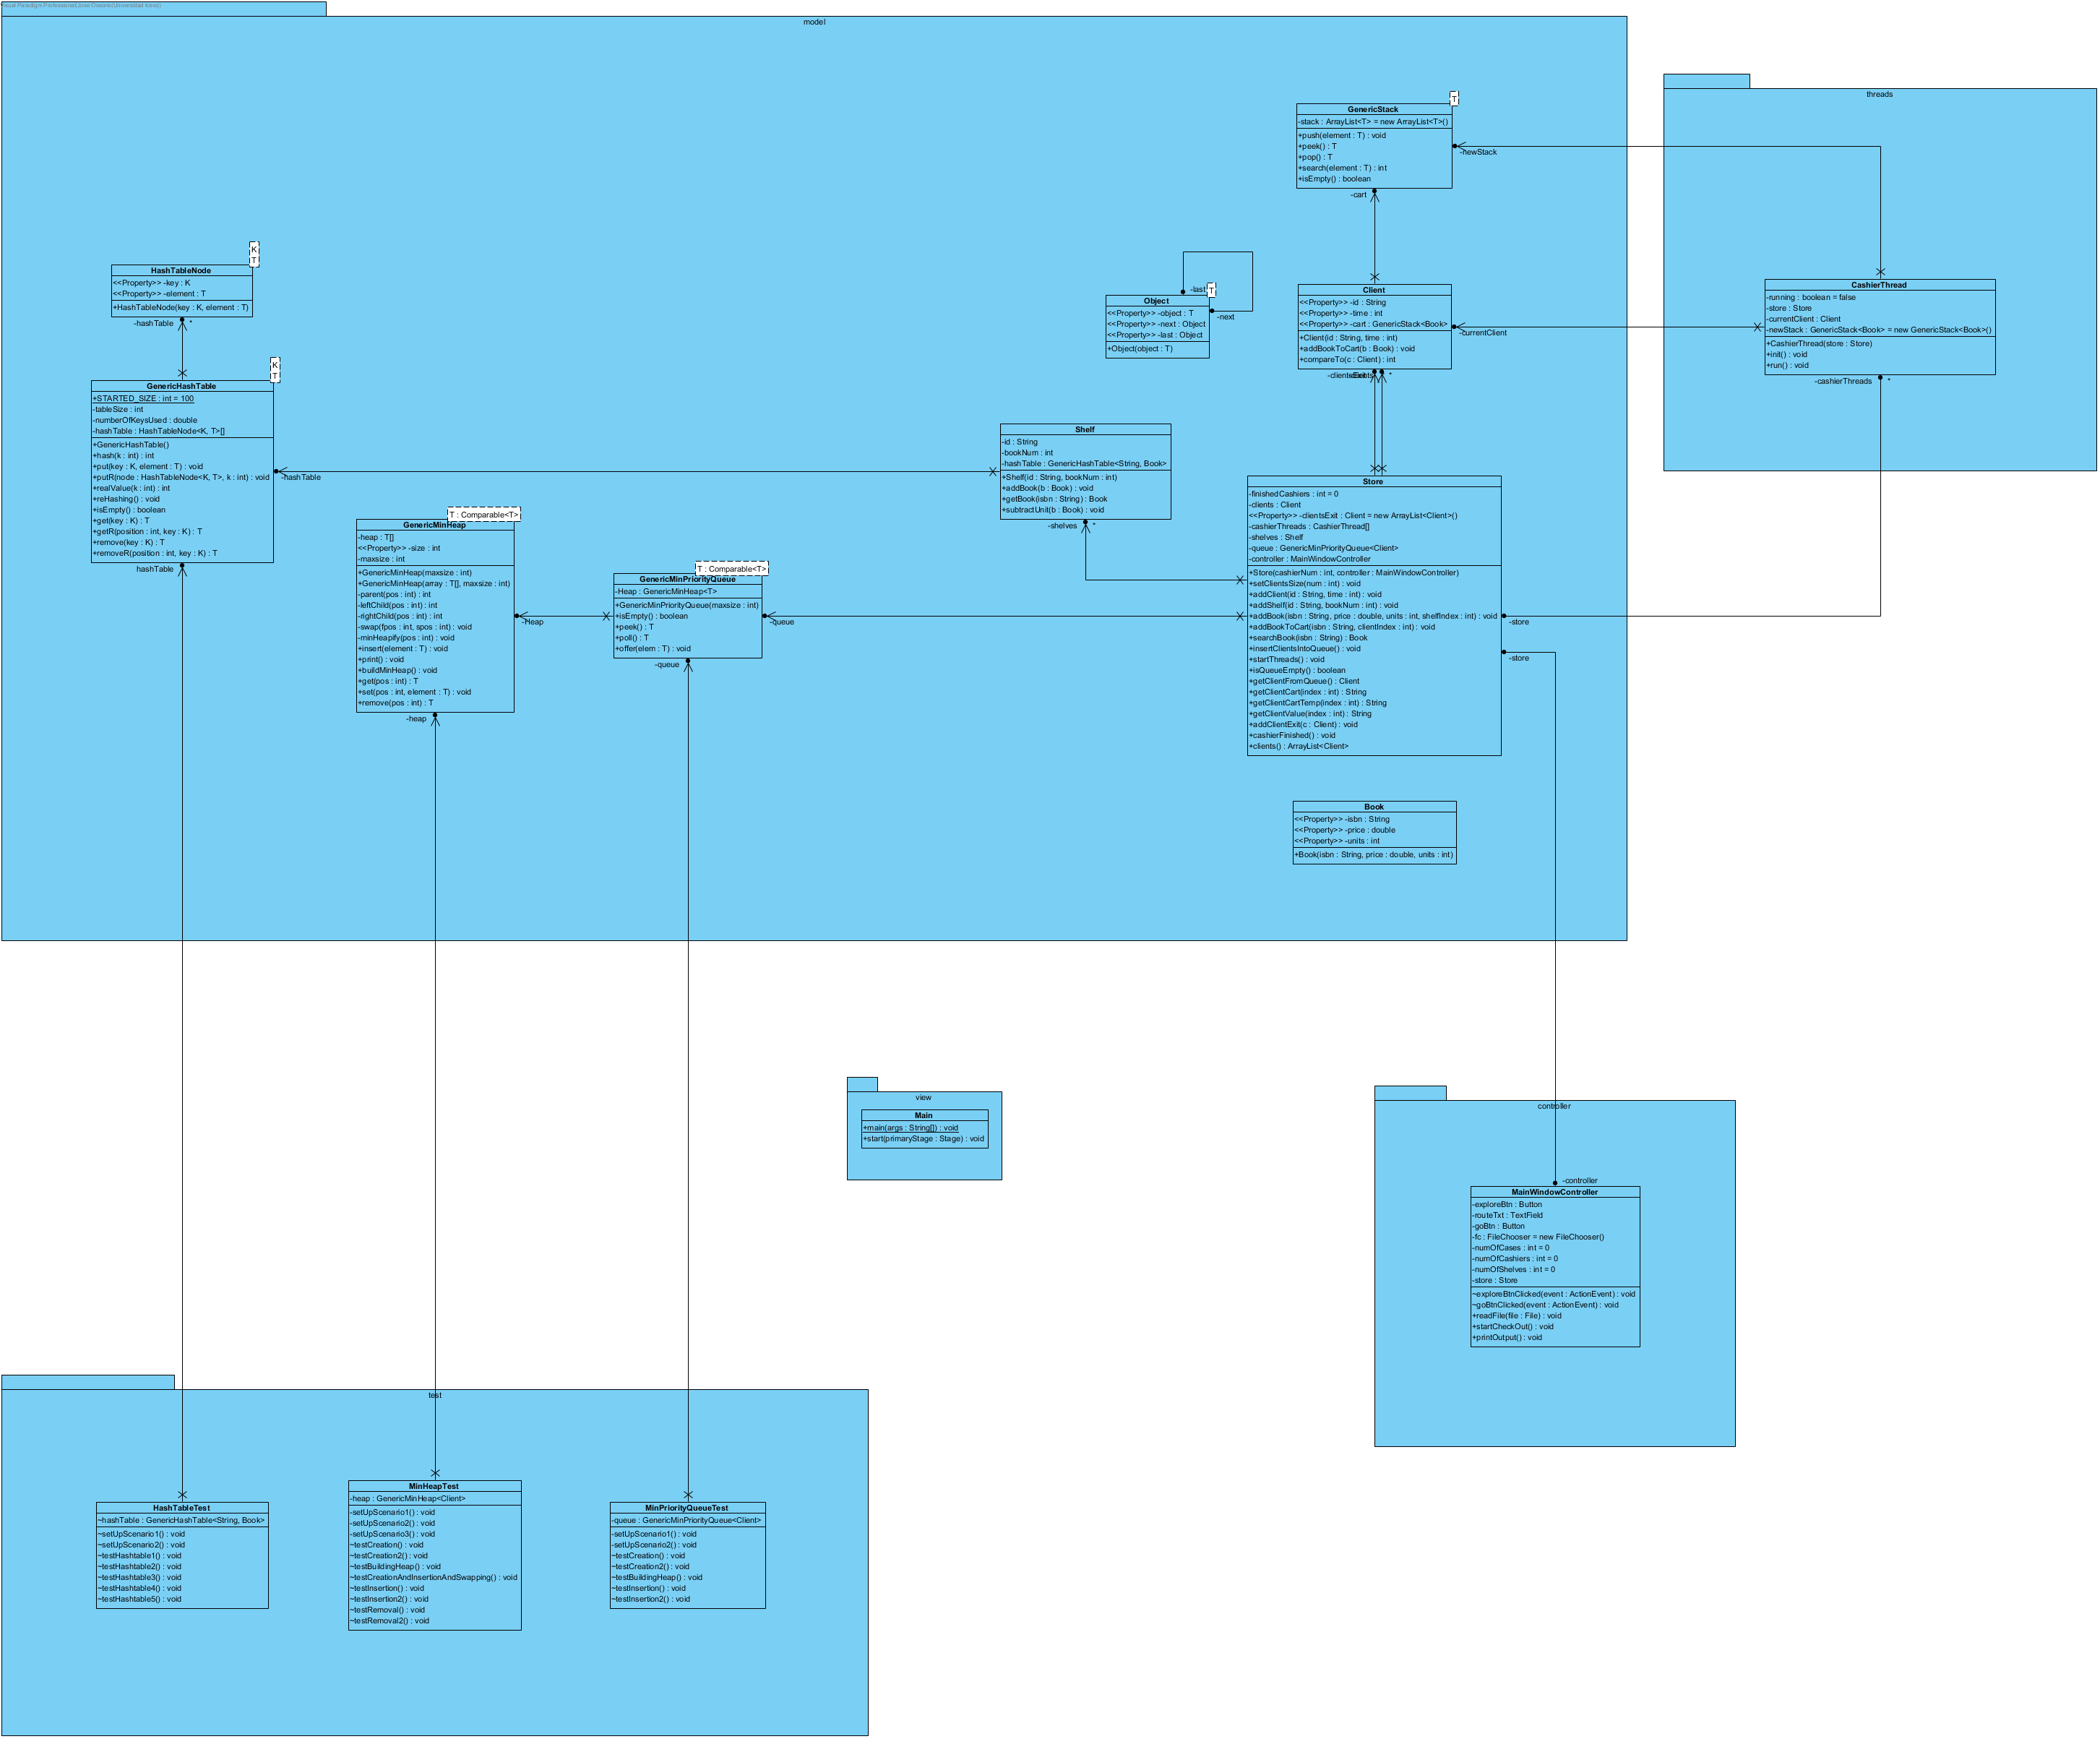 Visual Paradigm Professional(Jose Osorio(Universidad Icesi))
model
threads
T
GenericStack
-stack : ArrayList<T> = new ArrayList<T>()
+push(element : T) : void
+peek() : T
+pop() : T
+search(element : T) : int
+isEmpty() : boolean
-newStack
-cart
K
T
HashTableNode
<<Property>> -key : K
<<Property>> -element : T
+HashTableNode(key : K, element : T)
-hashTable
*
-last
T
Object
<<Property>> -object : T
<<Property>> -next : Object
<<Property>> -last : Object
+Object(object : T)
-next
Client
<<Property>> -id : String
<<Property>> -time : int
<<Property>> -cart : GenericStack<Book>
+Client(id : String, time : int)
+addBookToCart(b : Book) : void
+compareTo(c : Client) : int
-currentClient
-clientsExit
-clients
*
CashierThread
-running : boolean = false
-store : Store
-currentClient : Client
-newStack : GenericStack<Book> = new GenericStack<Book>()
+CashierThread(store : Store)
+init() : void
+run() : void
-cashierThreads
*
K
T
GenericHashTable
+STARTED_SIZE : int = 100
-tableSize : int
-numberOfKeysUsed : double
-hashTable : HashTableNode<K, T>[]
+GenericHashTable()
+hash(k : int) : int
+put(key : K, element : T) : void
+putR(node : HashTableNode<K, T>, k : int) : void
+realValue(k : int) : int
+reHashing() : void
+isEmpty() : boolean
+get(key : K) : T
+getR(position : int, key : K) : T
+remove(key : K) : T
+removeR(position : int, key : K) : T
-hashTable
hashTable
Shelf
-id : String
-bookNum : int
-hashTable : GenericHashTable<String, Book>
+Shelf(id : String, bookNum : int)
+addBook(b : Book) : void
+getBook(isbn : String) : Book
+subtractUnit(b : Book) : void
-shelves
*
T : Comparable<T>
GenericMinHeap
-heap : T[]
<<Property>> -size : int
-maxsize : int
+GenericMinHeap(maxsize : int)
+GenericMinHeap(array : T[], maxsize : int)
-parent(pos : int) : int
-leftChild(pos : int) : int
-rightChild(pos : int) : int
-swap(fpos : int, spos : int) : void
-minHeapify(pos : int) : void
+insert(element : T) : void
+print() : void
+buildMinHeap() : void
+get(pos : int) : T
+set(pos : int, element : T) : void
+remove(pos : int) : T
-Heap
-heap
T : Comparable<T>
GenericMinPriorityQueue
-Heap : GenericMinHeap<T>
+GenericMinPriorityQueue(maxsize : int)
+isEmpty() : boolean
+peek() : T
+poll() : T
+offer(elem : T) : void
-queue
-queue
Store
-finishedCashiers : int = 0
-clients : Client
<<Property>> -clientsExit : Client = new ArrayList<Client>()
-cashierThreads : CashierThread[]
-shelves : Shelf
-queue : GenericMinPriorityQueue<Client>
-controller : MainWindowController
+Store(cashierNum : int, controller : MainWindowController)
+setClientsSize(num : int) : void
+addClient(id : String, time : int) : void
+addShelf(id : String, bookNum : int) : void
+addBook(isbn : String, price : double, units : int, shelfIndex : int) : void
+addBookToCart(isbn : String, clientIndex : int) : void
+searchBook(isbn : String) : Book
+insertClientsIntoQueue() : void
+startThreads() : void
+isQueueEmpty() : boolean
+getClientFromQueue() : Client
+getClientCart(index : int) : String
+getClientCartTemp(index : int) : String
+getClientValue(index : int) : String
+addClientExit(c : Client) : void
+cashierFinished() : void
+clients() : ArrayList<Client>
-store
-store
Book
<<Property>> -isbn : String
<<Property>> -price : double
<<Property>> -units : int
+Book(isbn : String, price : double, units : int)
view
Main
+main(args : String[]) : void
+start(primaryStage : Stage) : void
controller
-controller
MainWindowController
-exploreBtn : Button
-routeTxt : TextField
-goBtn : Button
-fc : FileChooser = new FileChooser()
-numOfCases : int = 0
-numOfCashiers : int = 0
-numOfShelves : int = 0
-store : Store
~exploreBtnClicked(event : ActionEvent) : void
~goBtnClicked(event : ActionEvent) : void
+readFile(file : File) : void
+startCheckOut() : void
+printOutput() : void
test
HashTableTest
~hashTable : GenericHashTable<String, Book>
~setUpScenario1() : void
~setUpScenario2() : void
~testHashtable1() : void
~testHashtable2() : void
~testHashtable3() : void
~testHashtable4() : void
~testHashtable5() : void
MinHeapTest
-heap : GenericMinHeap<Client>
-setUpScenario1() : void
-setUpScenario2() : void
-setUpScenario3() : void
~testCreation() : void
~testCreation2() : void
~testBuildingHeap() : void
~testCreationAndInsertionAndSwapping() : void
~testInsertion() : void
~testInsertion2() : void
~testRemoval() : void
~testRemoval2() : void
MinPriorityQueueTest
-queue : GenericMinPriorityQueue<Client>
-setUpScenario1() : void
-setUpScenario2() : void
~testCreation() : void
~testCreation2() : void
~testBuildingHeap() : void
~testInsertion() : void
~testInsertion2() : void